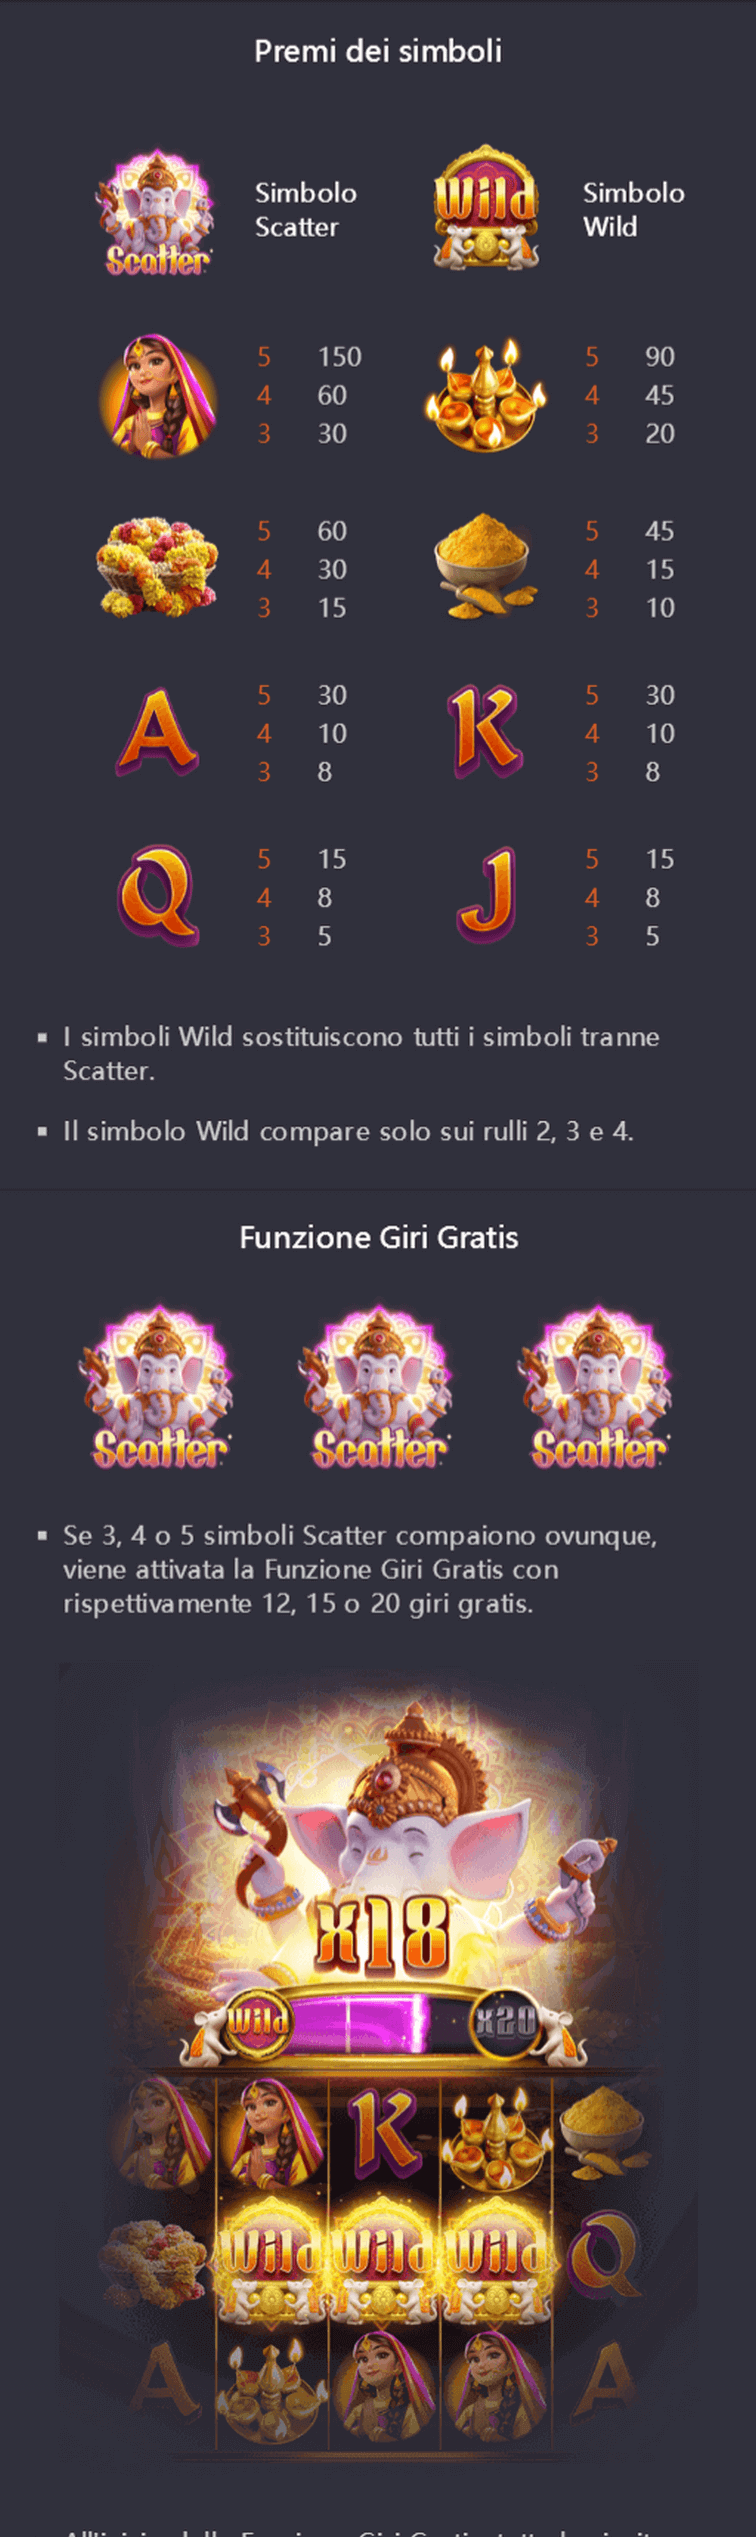 Premi dei simboli
Scatter
Simbolo
Scatter
Wild
Simbolo
Wild
5 150
4 60
3 30
5 90
4 45
3 20
5 60
4 30
3 15
5 45
4 15
3 10
A
5 30
4 10
3 8
K
5 30
4 10
3 8
Q
5 15
4 8
3 5
J
5 15
4 8
3 5
▪ I simboli Wild sostituiscono tutti i simboli tranne
Scatter.
▪ Il simbolo Wild compare solo sui rulli 2, 3 e 4.
Funzione Giri Gratis
Scatter Scatter Scatter
▪ Se 3, 4 o 5 simboli Scatter compaiono ovunque,
viene attivata la Funzione Giri Gratis con
rispettivamente 12, 15 o 20 giri gratis.
x18
Wild x20
K
Wild Wild Wild Q
A A